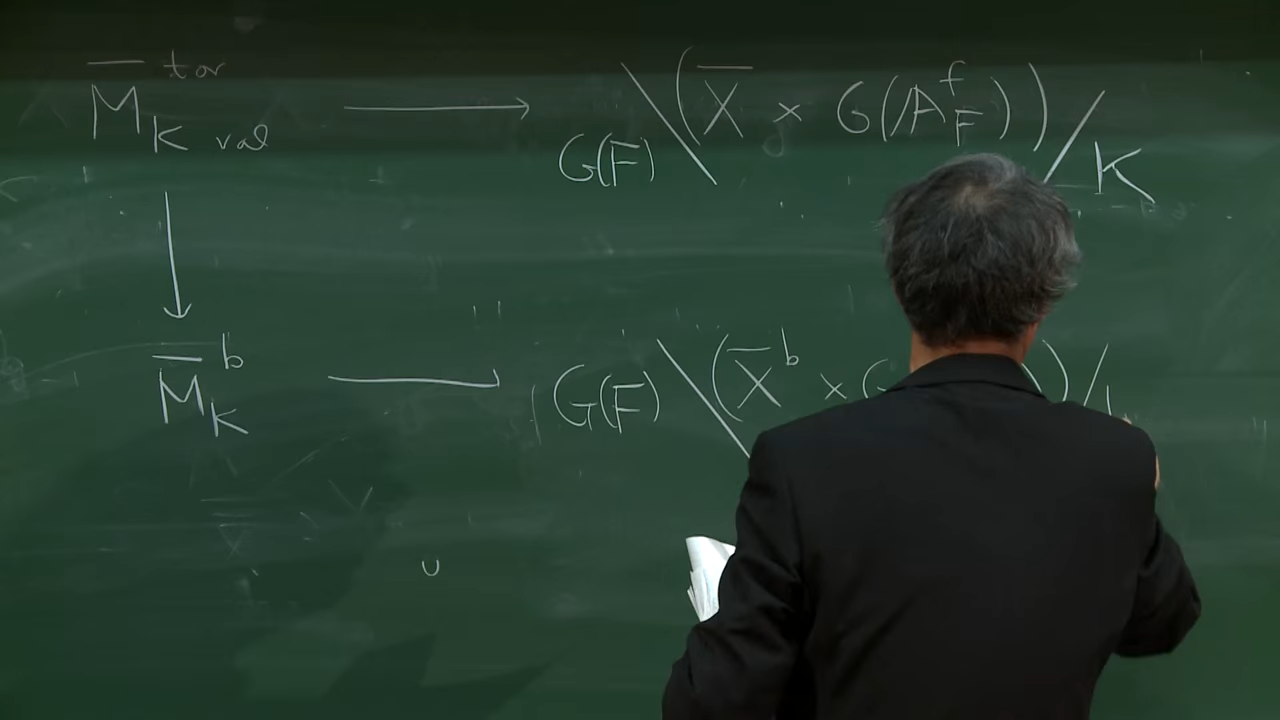 M̅_K val^tor ⟶ G(F) \ (X̅ × G(𝔸_F^f)) / K
↓
M̅_K^b ⟶ G(F) \ (X̅^b × G ) /
∪